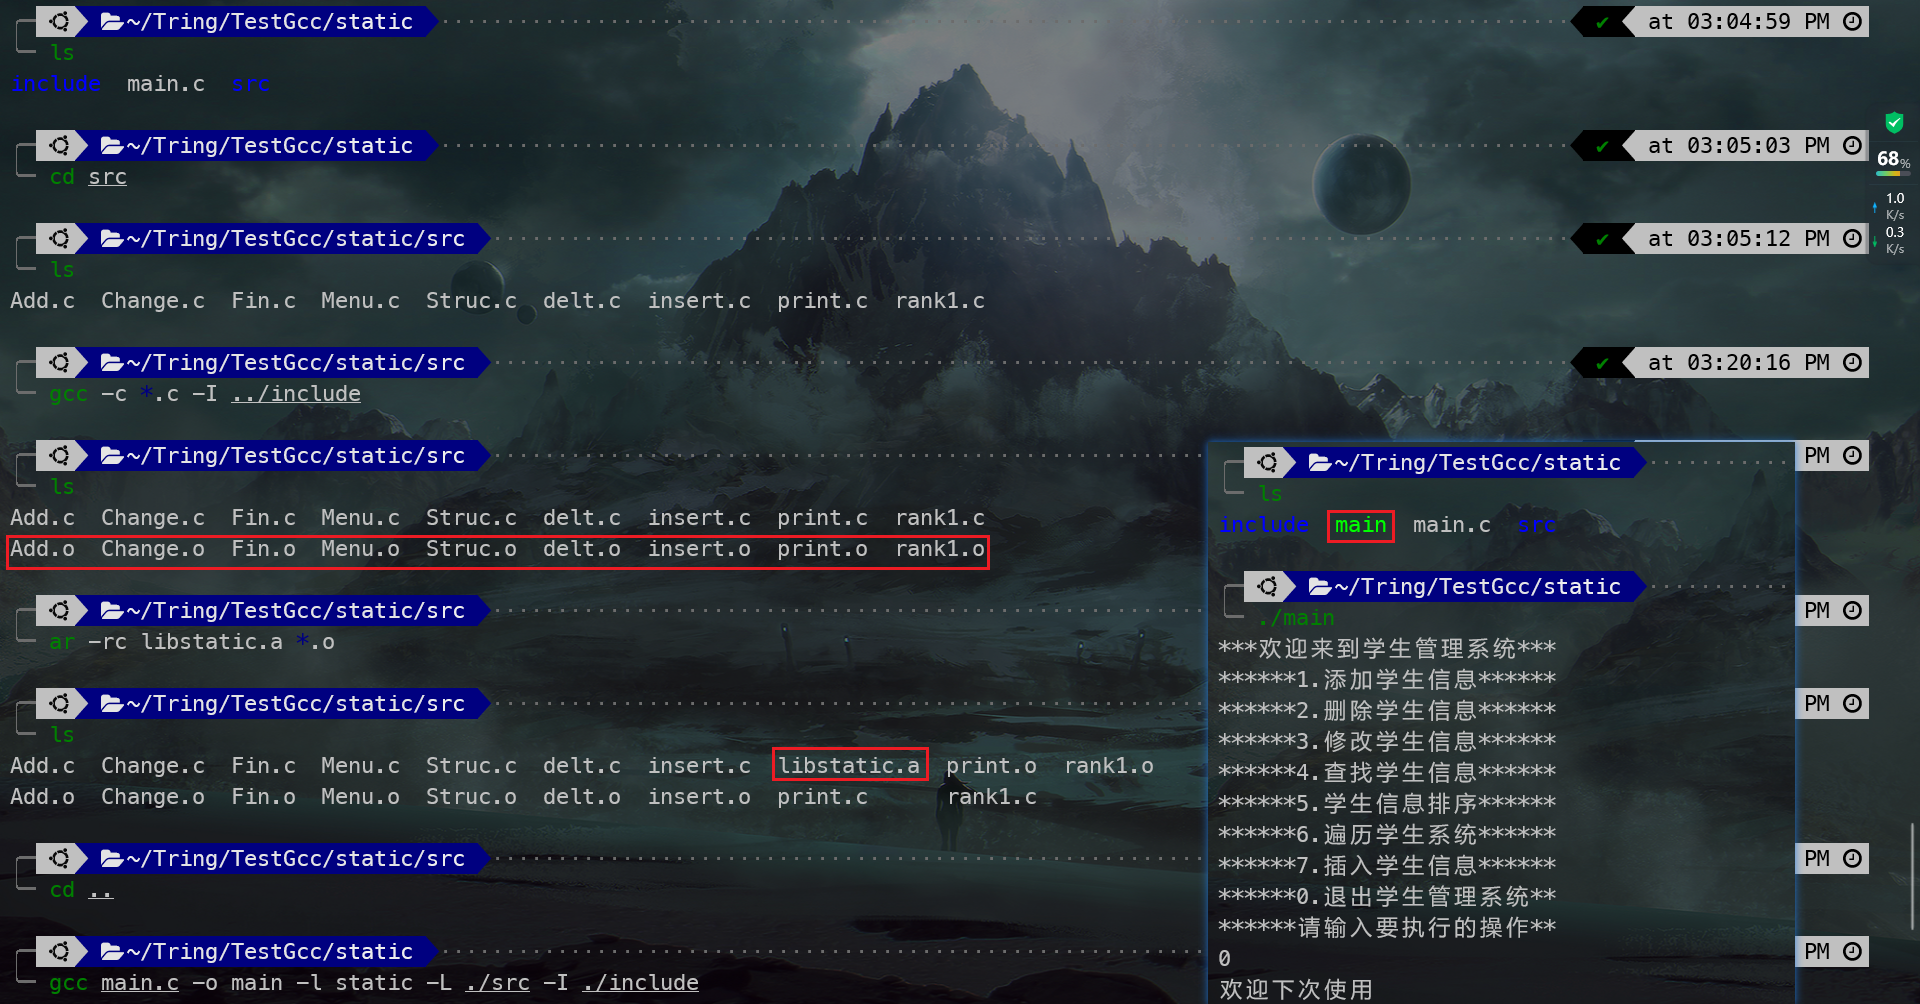 ~/Tring/TestGcc/static ✔ at 03:04:59 PM
ls
include main.c src
~/Tring/TestGcc/static ✔ at 03:05:03 PM
cd src
~/Tring/TestGcc/static/src ✔ at 03:05:12 PM
ls
Add.c Change.c Fin.c Menu.c Struc.c delt.c insert.c print.c rank1.c
~/Tring/TestGcc/static/src ✔ at 03:20:16 PM
gcc -c *.c -I ../include
~/Tring/TestGcc/static/src PM
ls
Add.c Change.c Fin.c Menu.c Struc.c delt.c insert.c print.c rank1.c
Add.o Change.o Fin.o Menu.o Struc.o delt.o insert.o print.o rank1.o
~/Tring/TestGcc/static/src PM
ar -rc libstatic.a *.o
~/Tring/TestGcc/static/src PM
ls
Add.c Change.c Fin.c Menu.c Struc.c delt.c insert.c libstatic.a print.o rank1.o
Add.o Change.o Fin.o Menu.o Struc.o delt.o insert.o print.c rank1.c
~/Tring/TestGcc/static/src PM
cd ..
~/Tring/TestGcc/static PM
gcc main.c -o main -l static -L ./src -I ./include
~/Tring/TestGcc/static
ls
include main main.c src
~/Tring/TestGcc/static
./main
***欢迎来到学生管理系统***
******1.添加学生信息******
******2.删除学生信息******
******3.修改学生信息******
******4.查找学生信息******
******5.学生信息排序******
******6.遍历学生系统******
******7.插入学生信息******
******0.退出学生管理系统**
******请输入要执行的操作**
0
欢迎下次使用
68%
1.0
K/s
0.3
K/s